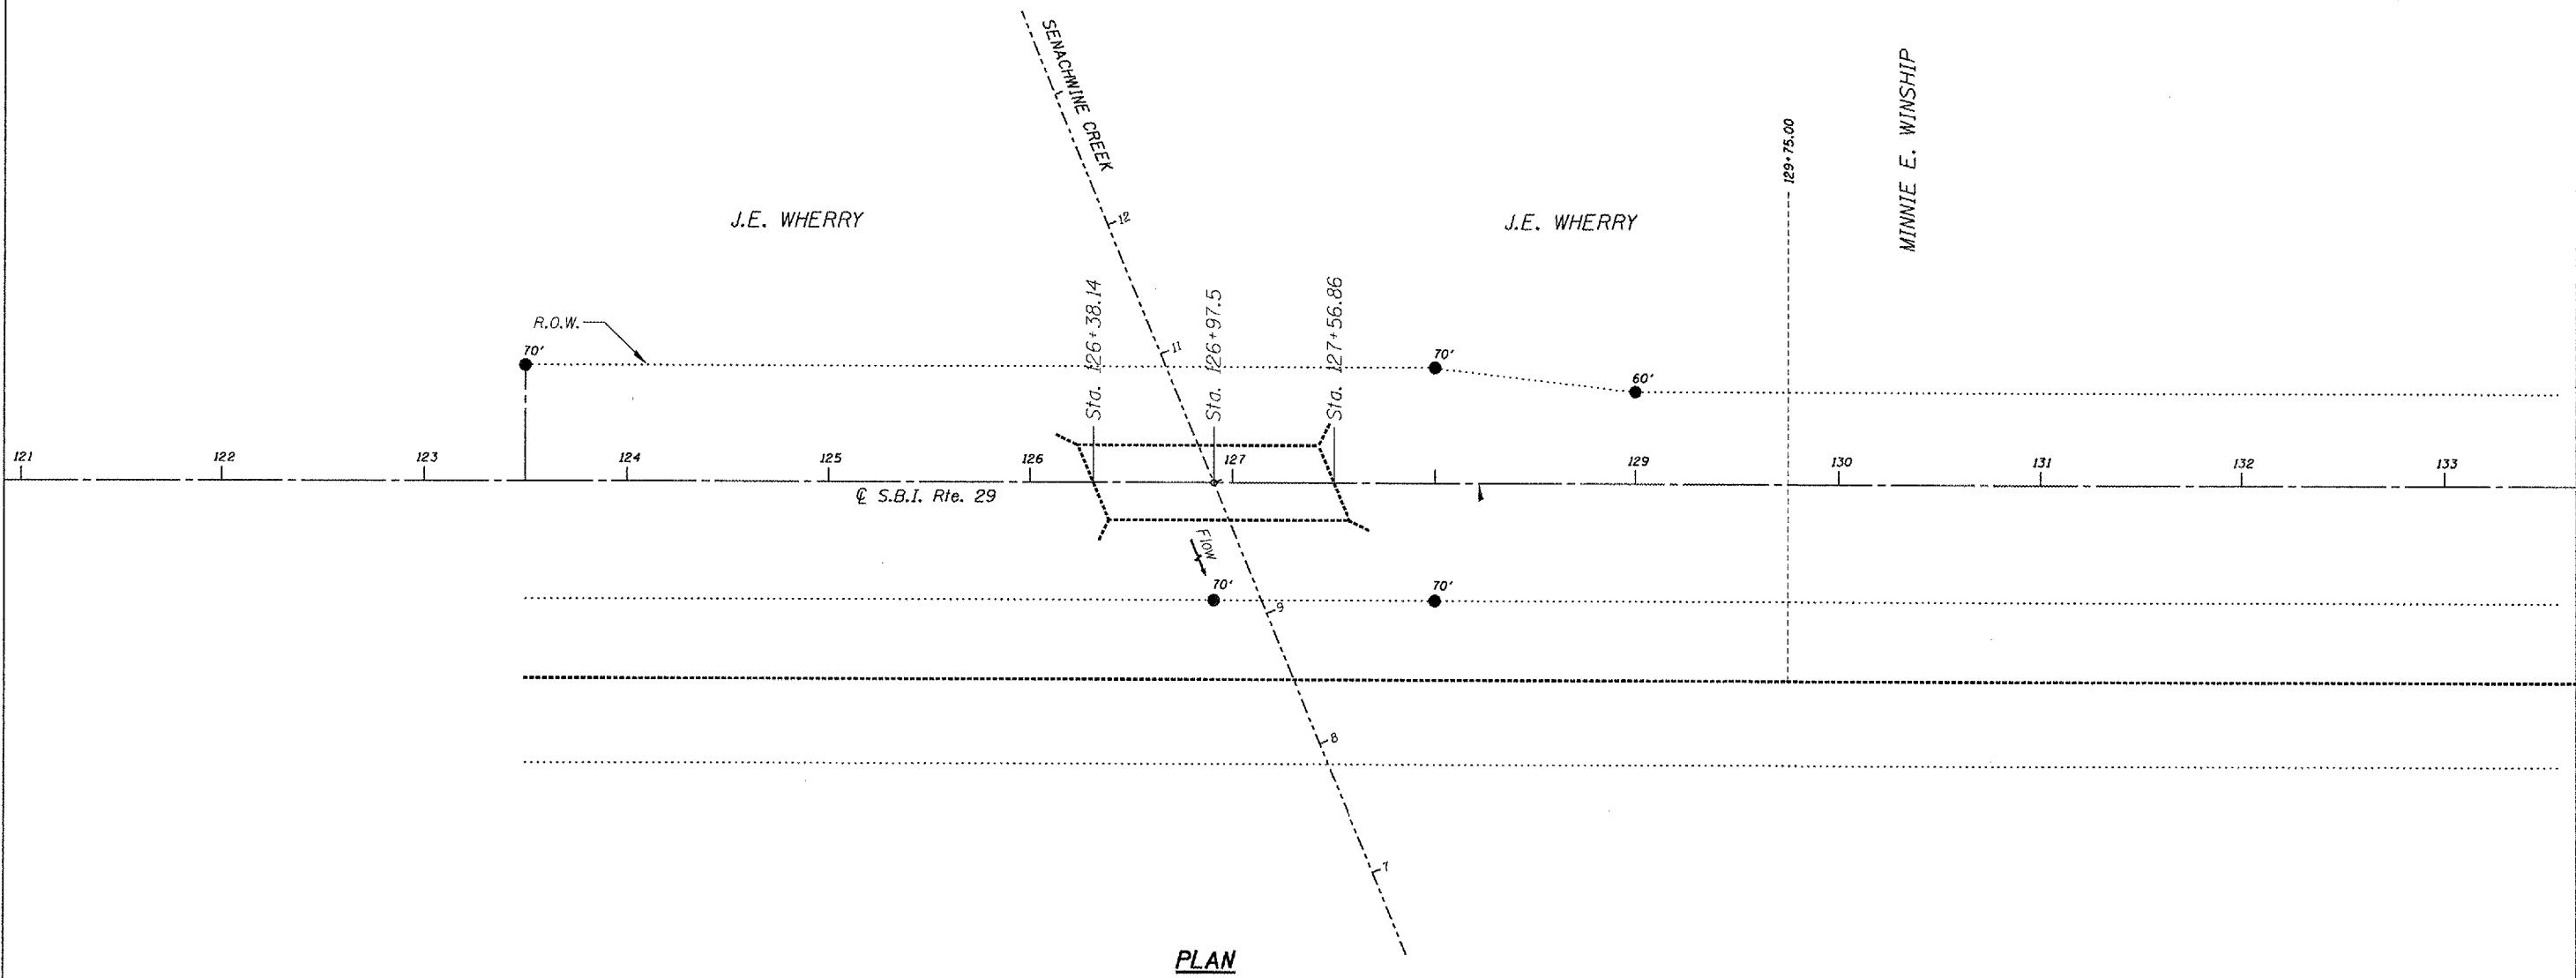 SENACHWINE CREEK
MINNIE E. WINSHIP
129+75.00
J.E. WHERRY
12
J.E. WHERRY
Sta. 126+38.14
Sta. 126+97.5
Sta. 127+56.86
R.O.W.
70'
11
70'
60'
121
122
123
124
125
126
127
129
130
131
132
133
℄ S.B.I. Rte. 29
Flow
70'
70'
9
8
7
PLAN